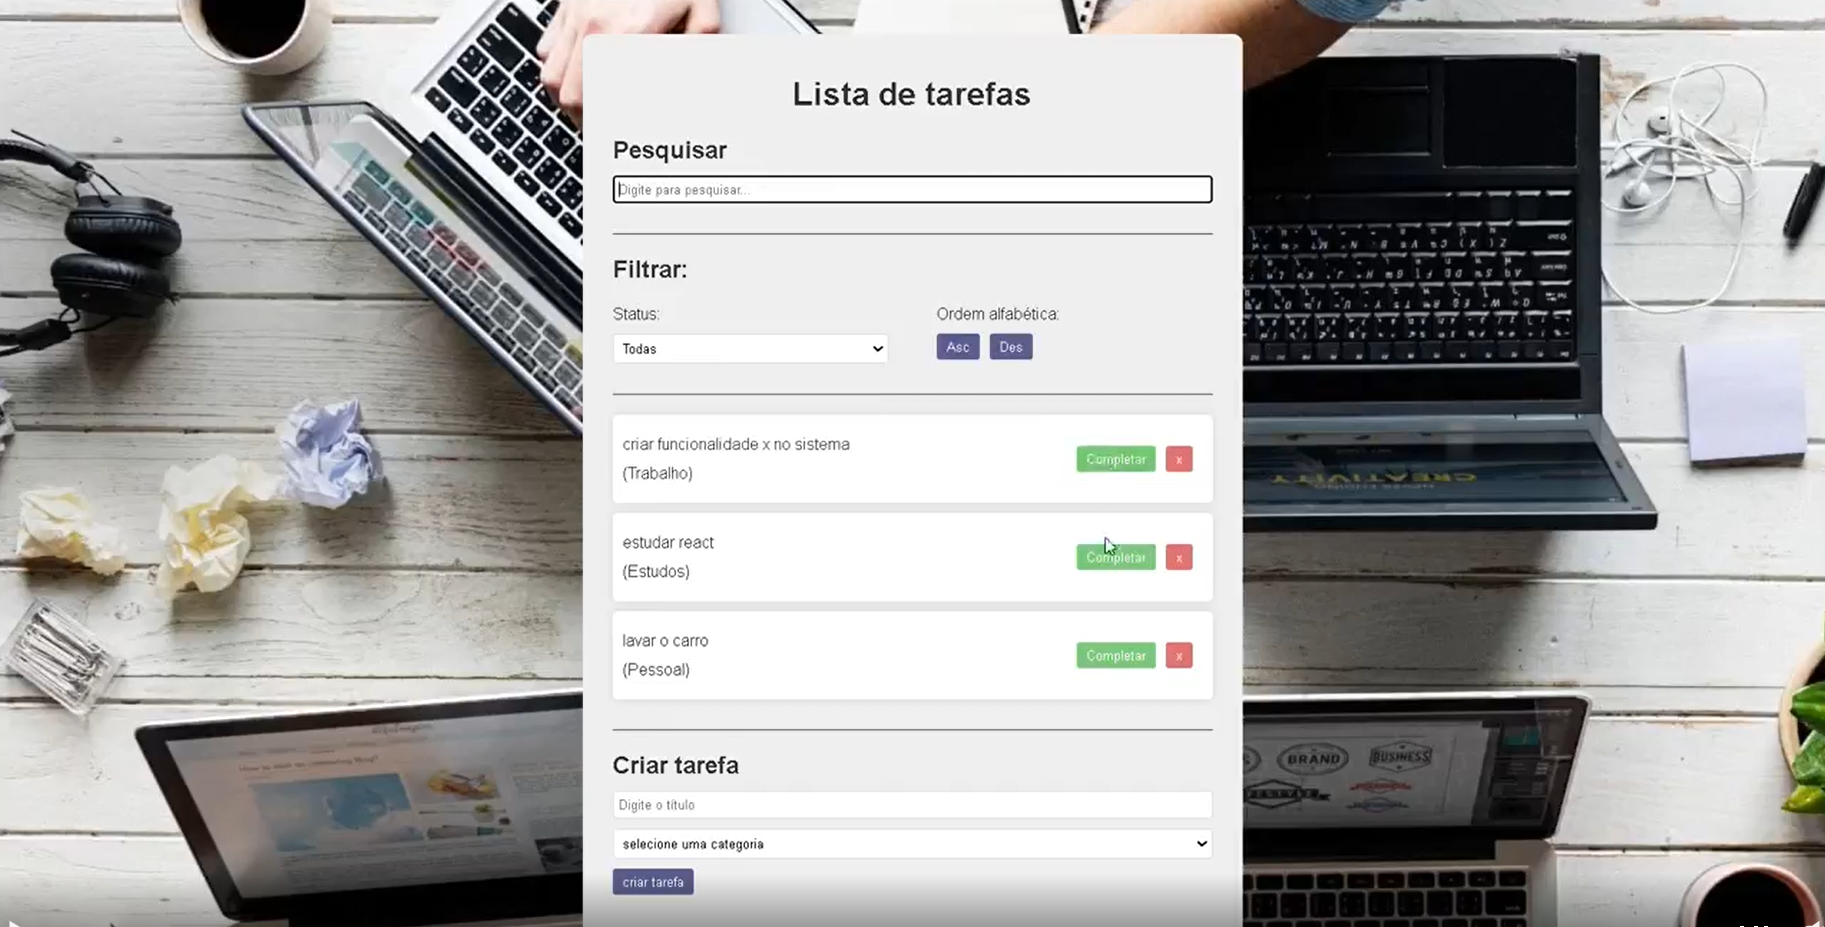 Lista de tarefas
Pesquisar
Digite para pesquisar...
Filtrar:
Status:
Ordem alfabética:
Todas
Asc
Des
criar funcionalidade x no sistema
(Trabalho)
Completar
x
estudar react
(Estudos)
Completar
x
lavar o carro
(Pessoal)
Completar
x
CREATIVITY
Criar tarefa
Digite o título
selecione uma categoria
criar tarefa
BRAND
BUSINESS